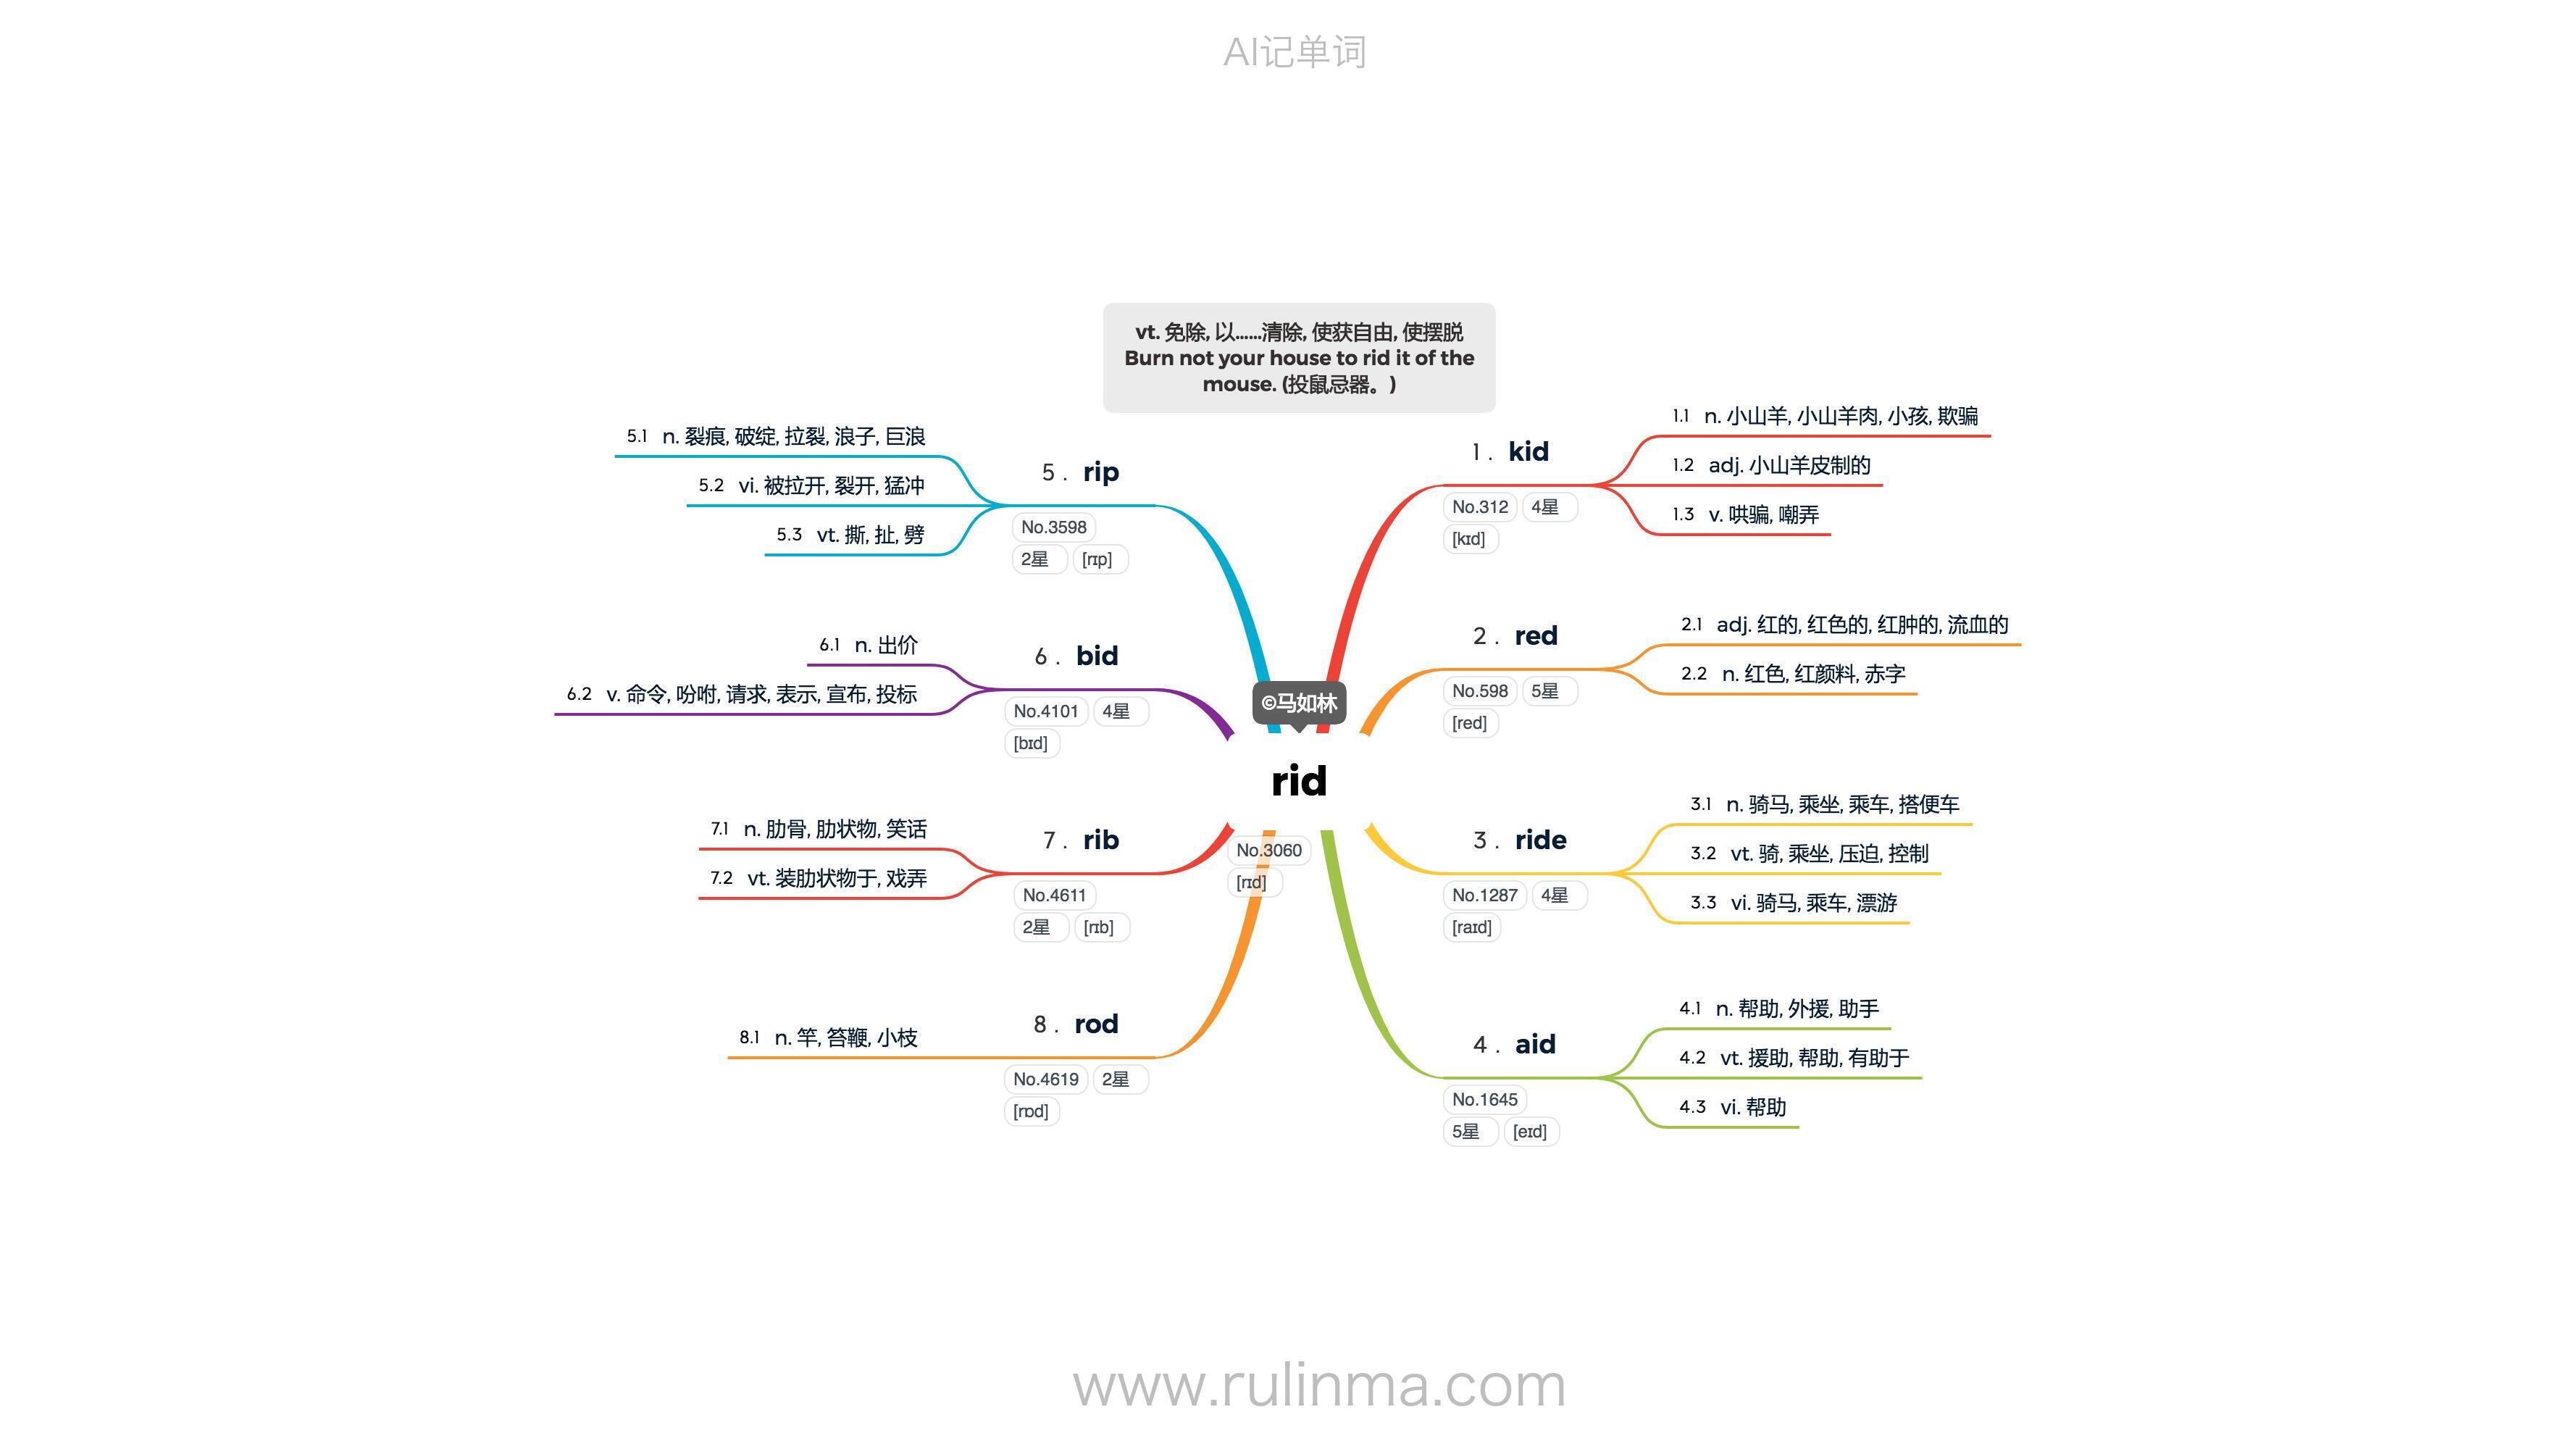 AI记单词
vt. 免除, 以……清除, 使获自由, 使摆脱
Burn not your house to rid it of the
mouse. (投鼠忌器。)
©马如林
rid
No.3060
[rɪd]
1 . kid
No.312 4星
[kɪd]
1.1 n. 小山羊, 小山羊肉, 小孩, 欺骗
1.2 adj. 小山羊皮制的
1.3 v. 哄骗, 嘲弄
2 . red
No.598 5星
[red]
2.1 adj. 红的, 红色的, 红肿的, 流血的
2.2 n. 红色, 红颜料, 赤字
3 . ride
No.1287 4星
[raɪd]
3.1 n. 骑马, 乘坐, 乘车, 搭便车
3.2 vt. 骑, 乘坐, 压迫, 控制
3.3 vi. 骑马, 乘车, 漂游
4 . aid
No.1645
5星 [eɪd]
4.1 n. 帮助, 外援, 助手
4.2 vt. 援助, 帮助, 有助于
4.3 vi. 帮助
5 . rip
No.3598
2星 [rɪp]
5.1 n. 裂痕, 破绽, 拉裂, 浪子, 巨浪
5.2 vi. 被拉开, 裂开, 猛冲
5.3 vt. 撕, 扯, 劈
6 . bid
No.4101 4星
[bɪd]
6.1 n. 出价
6.2 v. 命令, 吩咐, 请求, 表示, 宣布, 投标
7 . rib
No.4611
2星 [rɪb]
7.1 n. 肋骨, 肋状物, 笑话
7.2 vt. 装肋状物于, 戏弄
8 . rod
No.4619 2星
[rɒd]
8.1 n. 竿, 笞鞭, 小枝
www.rulinma.com